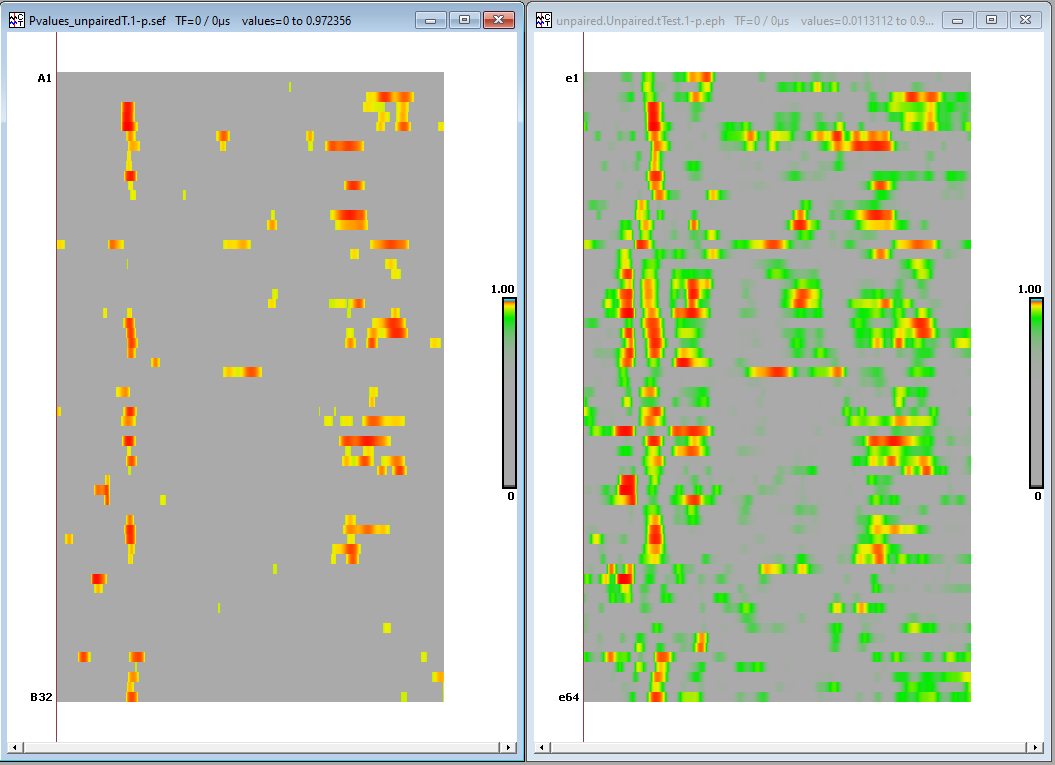 Pvalues_unpairedT.1-p.sef TF=0 / 0µs values=0 to 0.972356
A1
1.00
0
B32
unpaired.Unpaired.tTest.1-p.eph TF=0 / 0µs values=0.0113112 to 0.9...
e1
1.00
0
e64